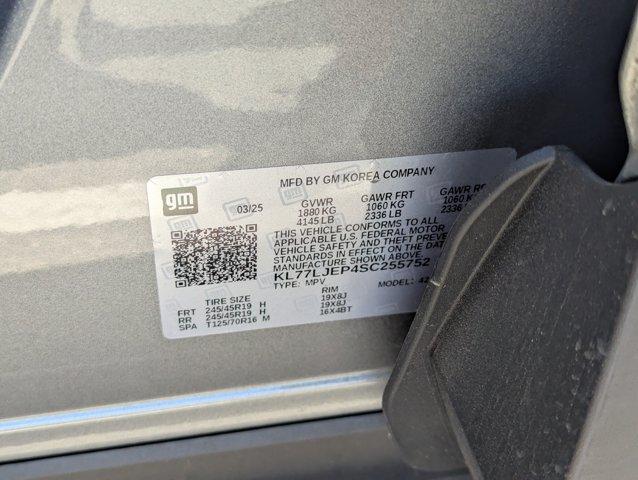 MFD BY GM KOREA COMPANY
gm
03/25 GVWR GAWR FRT GAWR
1880 KG 1060 KG 1060 KG
4145 LB 2336 LB 2336
THIS VEHICLE CONFORMS TO ALL
APPLICABLE U.S. FEDERAL MOTOR
VEHICLE SAFETY AND THEFT
STANDARDS IN EFFECT ON THE DATE
MANUFACTURE SHOWN ABOVE.
KL77LJEP4SC255752
TYPE: MPV MODEL:
TIRE SIZE RIM
FRT 245/45R19 H 19X8J
RR 245/45R19 H 19X8J
SPA T125/70R16 M 16X4BT